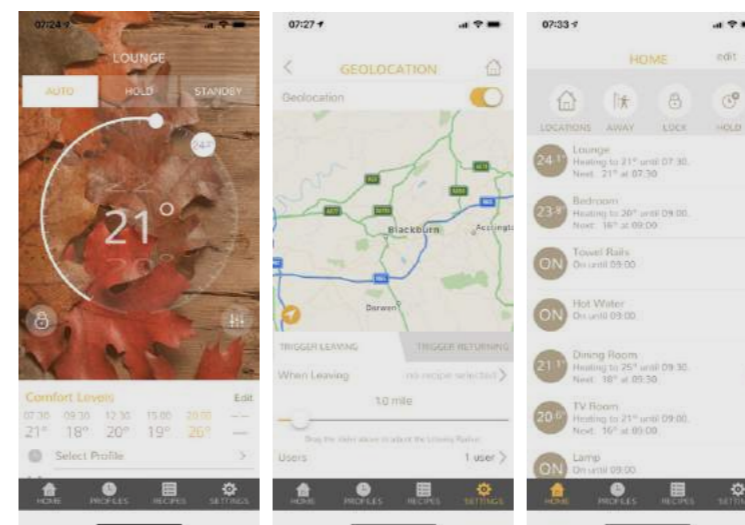 07:24
LOUNGE
AUTO HOLD STANDBY
24.1°
22°
21°
20°
Comfort Levels Edit
07:30 09:30 12:30 15:00 20:00 --:--
21° 18° 20° 19° 26° —
Select Profile >
HOME PROFILES RECIPES SETTINGS
07:27
< GEOLOCATION
Geolocation
Blackburn
Darwen
TRIGGER LEAVING TRIGGER RETURNING
When Leaving no recipe selected >
1.0 mile
Drag the slider above to adjust the Leaving Radius
Users 1 user >
HOME PROFILES RECIPES SETTINGS
07:33
HOME edit
LOCATIONS AWAY LOCK HOLD
24.1° Lounge
Heating to 21° until 07:30.
Next: 21° at 07:30.
23.8° Bedroom
Heating to 20° until 09:00.
Next: 16° at 09:00.
ON Towel Rails
On until 09:00.
ON Hot Water
On until 09:00.
21.1° Dining Room
Heating to 25° until 09:30.
Next: 18° at 09:30.
20.6° TV Room
Heating to 21° until 09:00.
Next: 16° at 09:00.
ON Lamp
On until 09:00.
HOME PROFILES RECIPES